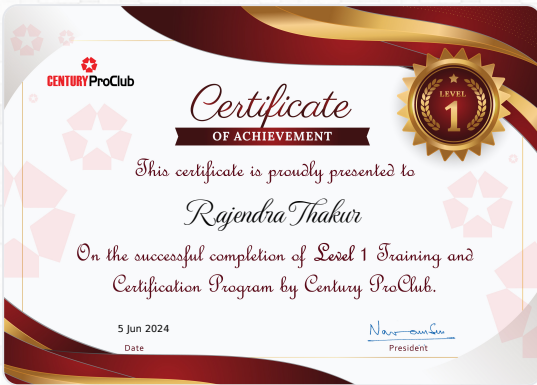 CENTURY ProClub
Certificate
OF ACHIEVEMENT
LEVEL
1
This certificate is proudly presented to
Rajendra Thakur
On the successful completion of Level 1 Training and
Certification Program by Century ProClub.
5 Jun 2024
Date
President